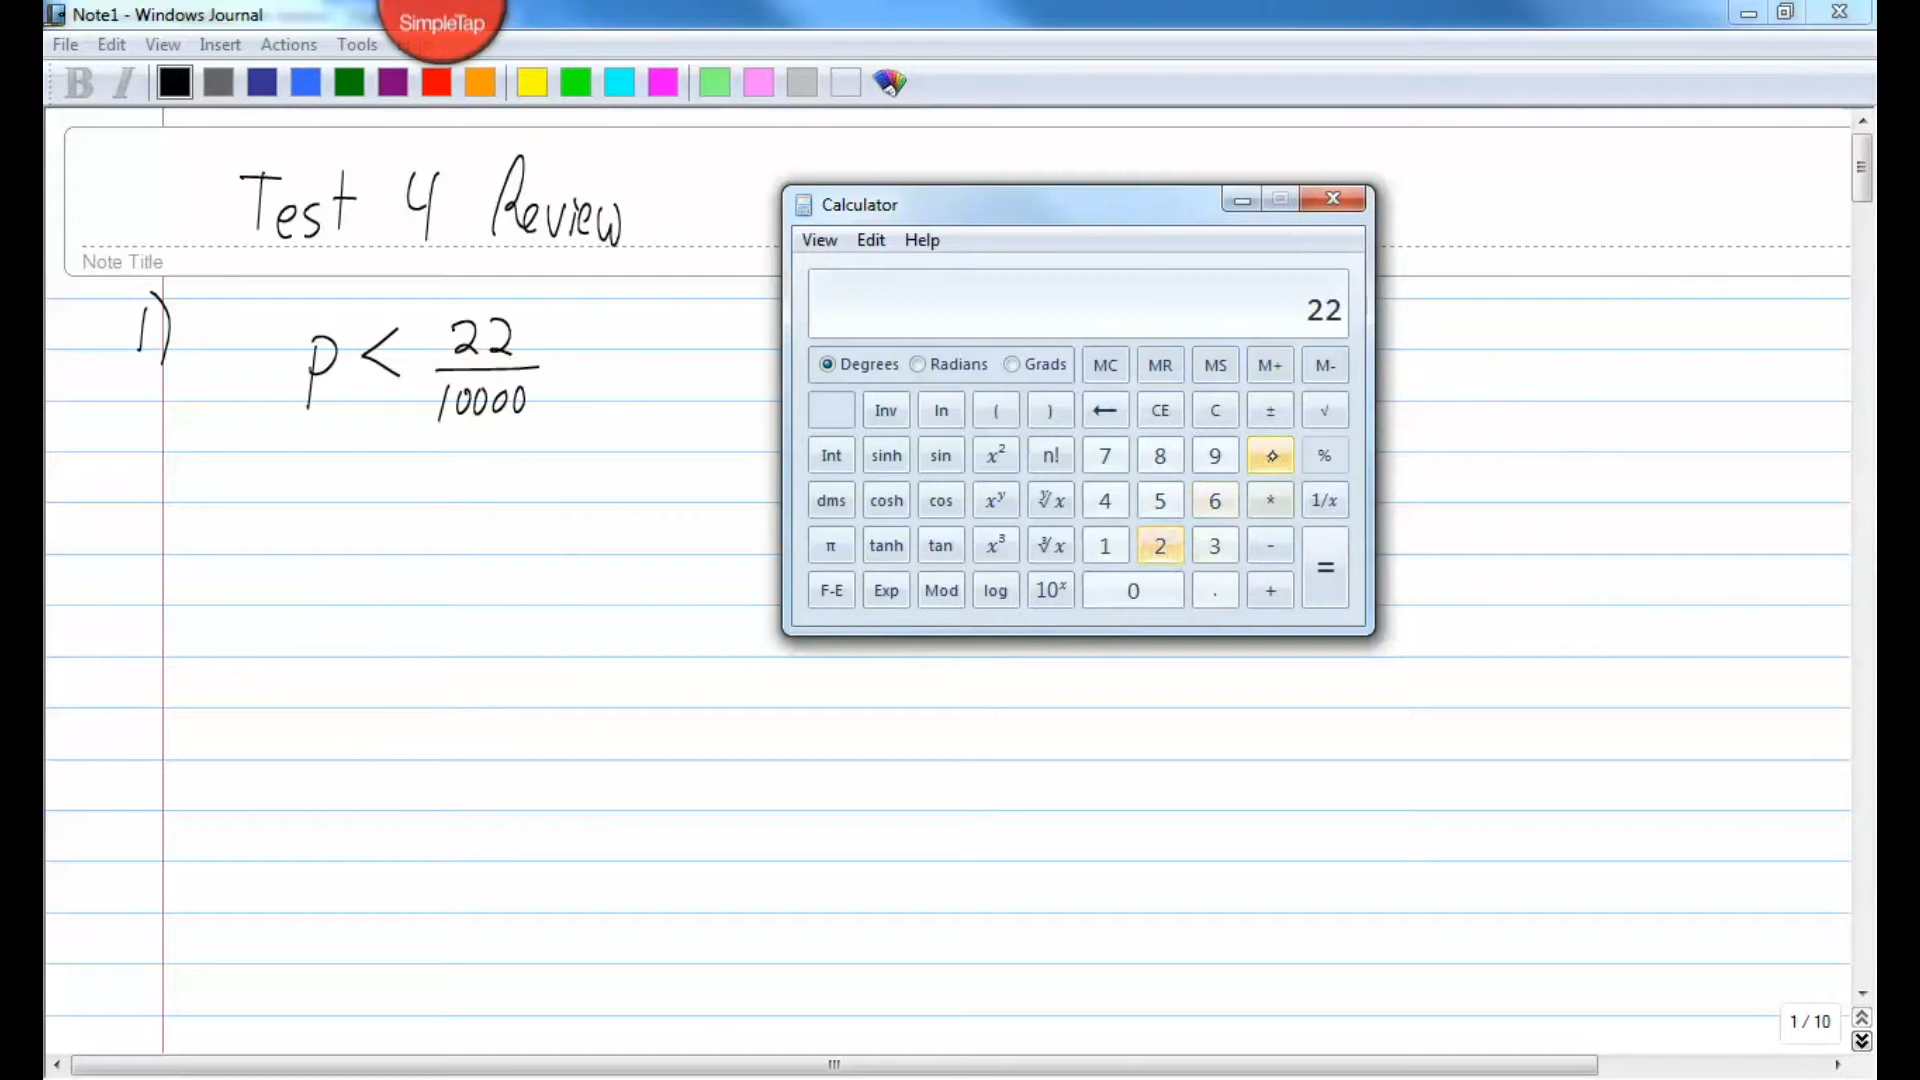 Note1 - Windows Journal
SimpleTap
File Edit View Insert Actions Tools
B I
Test 4 Review
Note Title
1) p < 22/10000
Calculator
View Edit Help
22
Degrees Radians Grads MC MR MS M+ M-
Inv ln ( ) ← CE C ± √
Int sinh sin x² n! 7 8 9 %
dms cosh cos xʸ ʸ√x 4 5 6 * 1/x
π tanh tan x³ ³√x 1 2 3 -
=
F-E Exp Mod log 10ˣ 0 . +
1 / 10